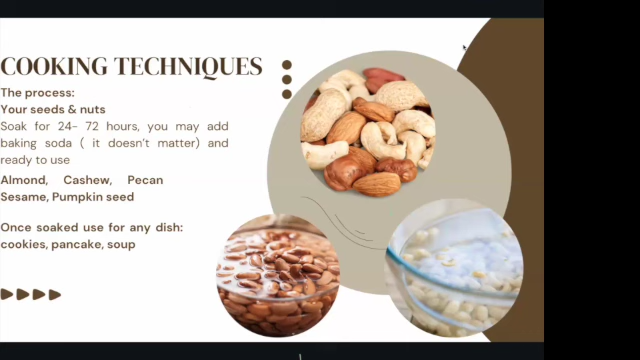 COOKING TECHNIQUES
The process:
Your seeds & nuts
Soak for 24- 72 hours, you may add
baking soda ( it doesn't matter) and
ready to use
Almond, Cashew, Pecan
Sesame, Pumpkin seed
Once soaked use for any dish:
cookies, pancake, soup